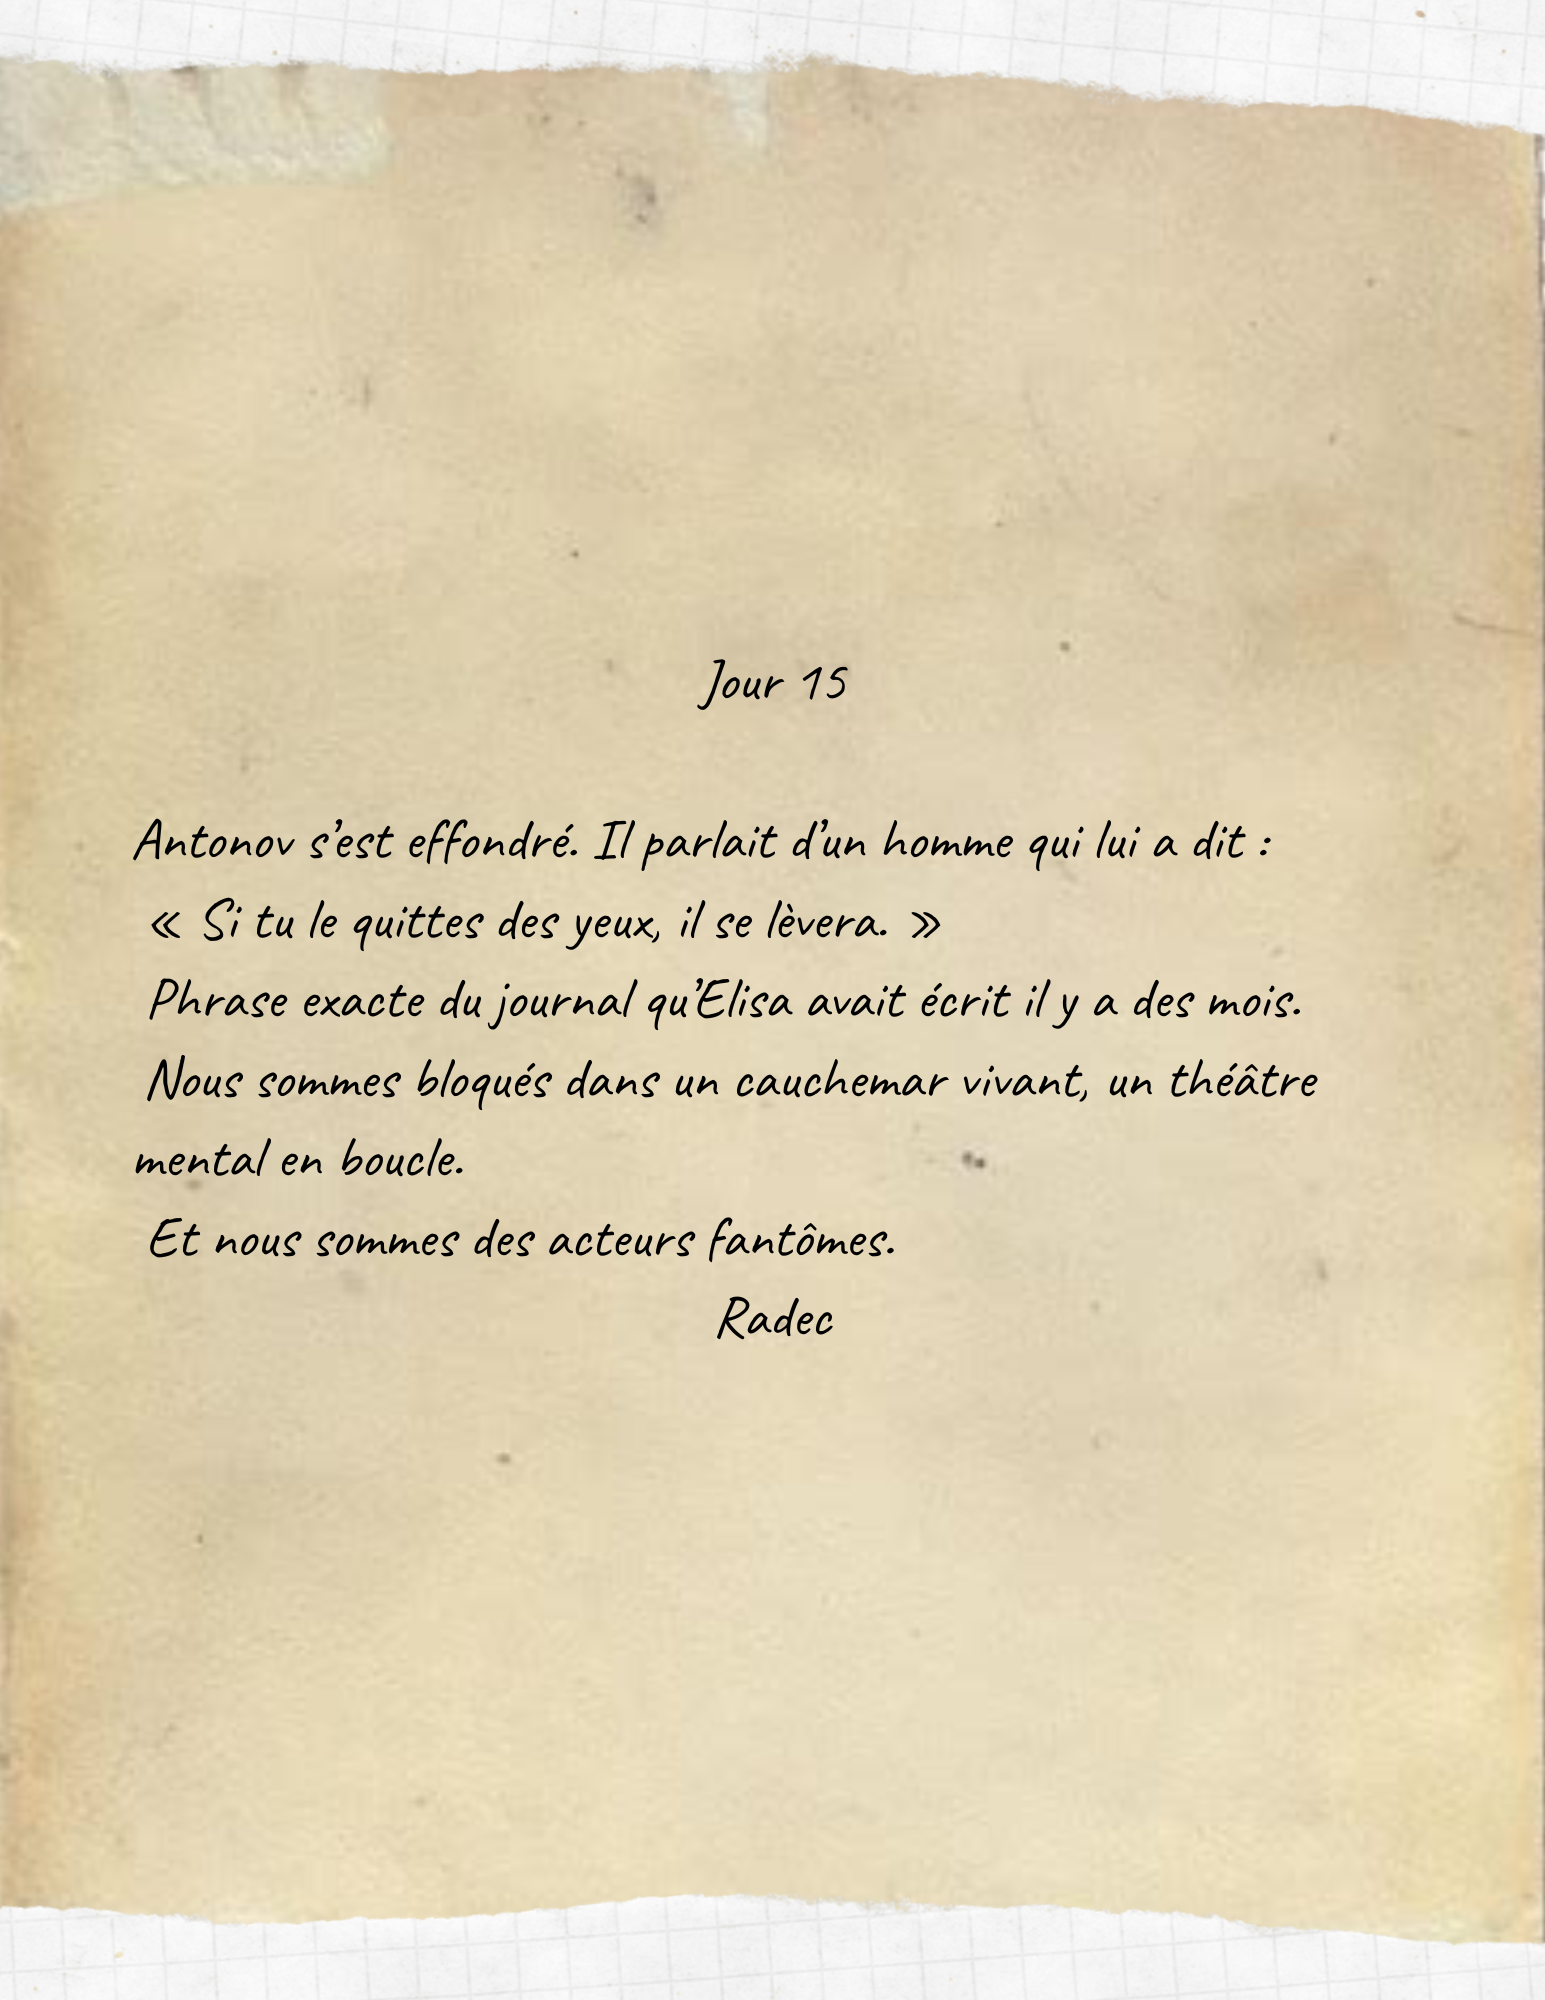 Jour 15
Antonov s’est effondré. Il parlait d’un homme qui lui a dit :
« Si tu le quittes des yeux, il se lèvera. »
Phrase exacte du journal qu’Elisa avait écrit il y a des mois.
Nous sommes bloqués dans un cauchemar vivant, un théâtre
mental en boucle.
Et nous sommes des acteurs fantômes.
Radec